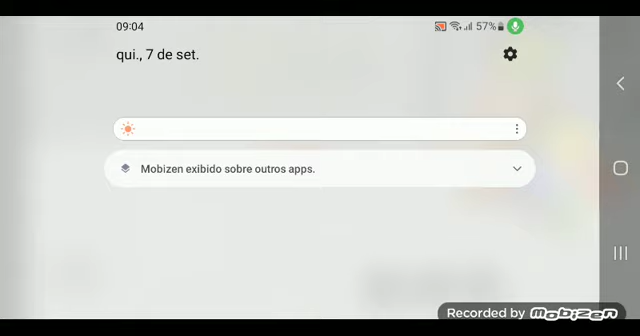 09:04
57%
qui., 7 de set.
Mobizen exibido sobre outros apps.
Recorded by Mobizen